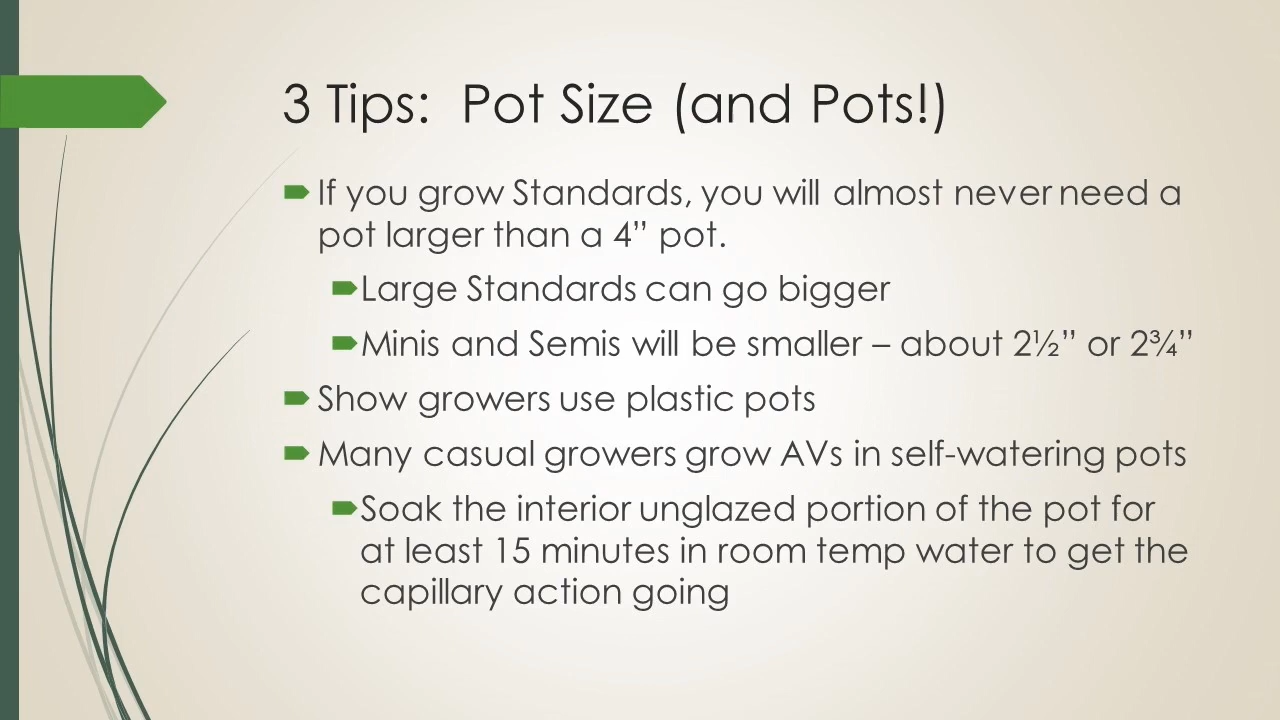 3 Tips:  Pot Size (and Pots!)
If you grow Standards, you will almost never need a
pot larger than a 4” pot.
Large Standards can go bigger
Minis and Semis will be smaller – about 2½” or 2¾”
Show growers use plastic pots
Many casual growers grow AVs in self-watering pots
Soak the interior unglazed portion of the pot for
at least 15 minutes in room temp water to get the
capillary action going